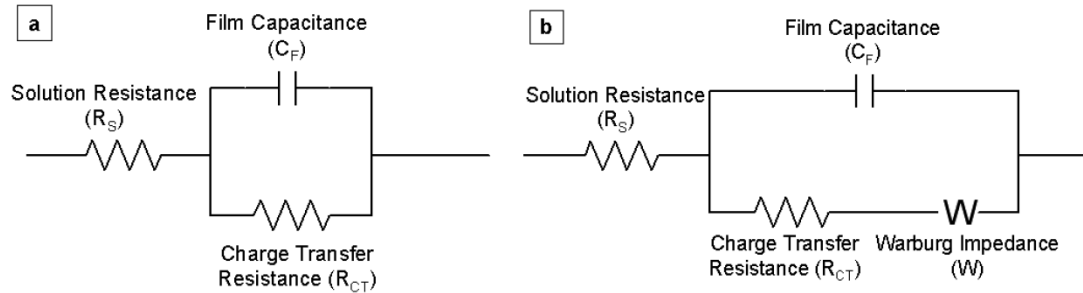 a
Film Capacitance
(CF)
Solution Resistance
(RS)
Charge Transfer
Resistance (RCT)
b
Film Capacitance
(CF)
Solution Resistance
(RS)
Charge Transfer
Resistance (RCT)
W
Warburg Impedance
(W)